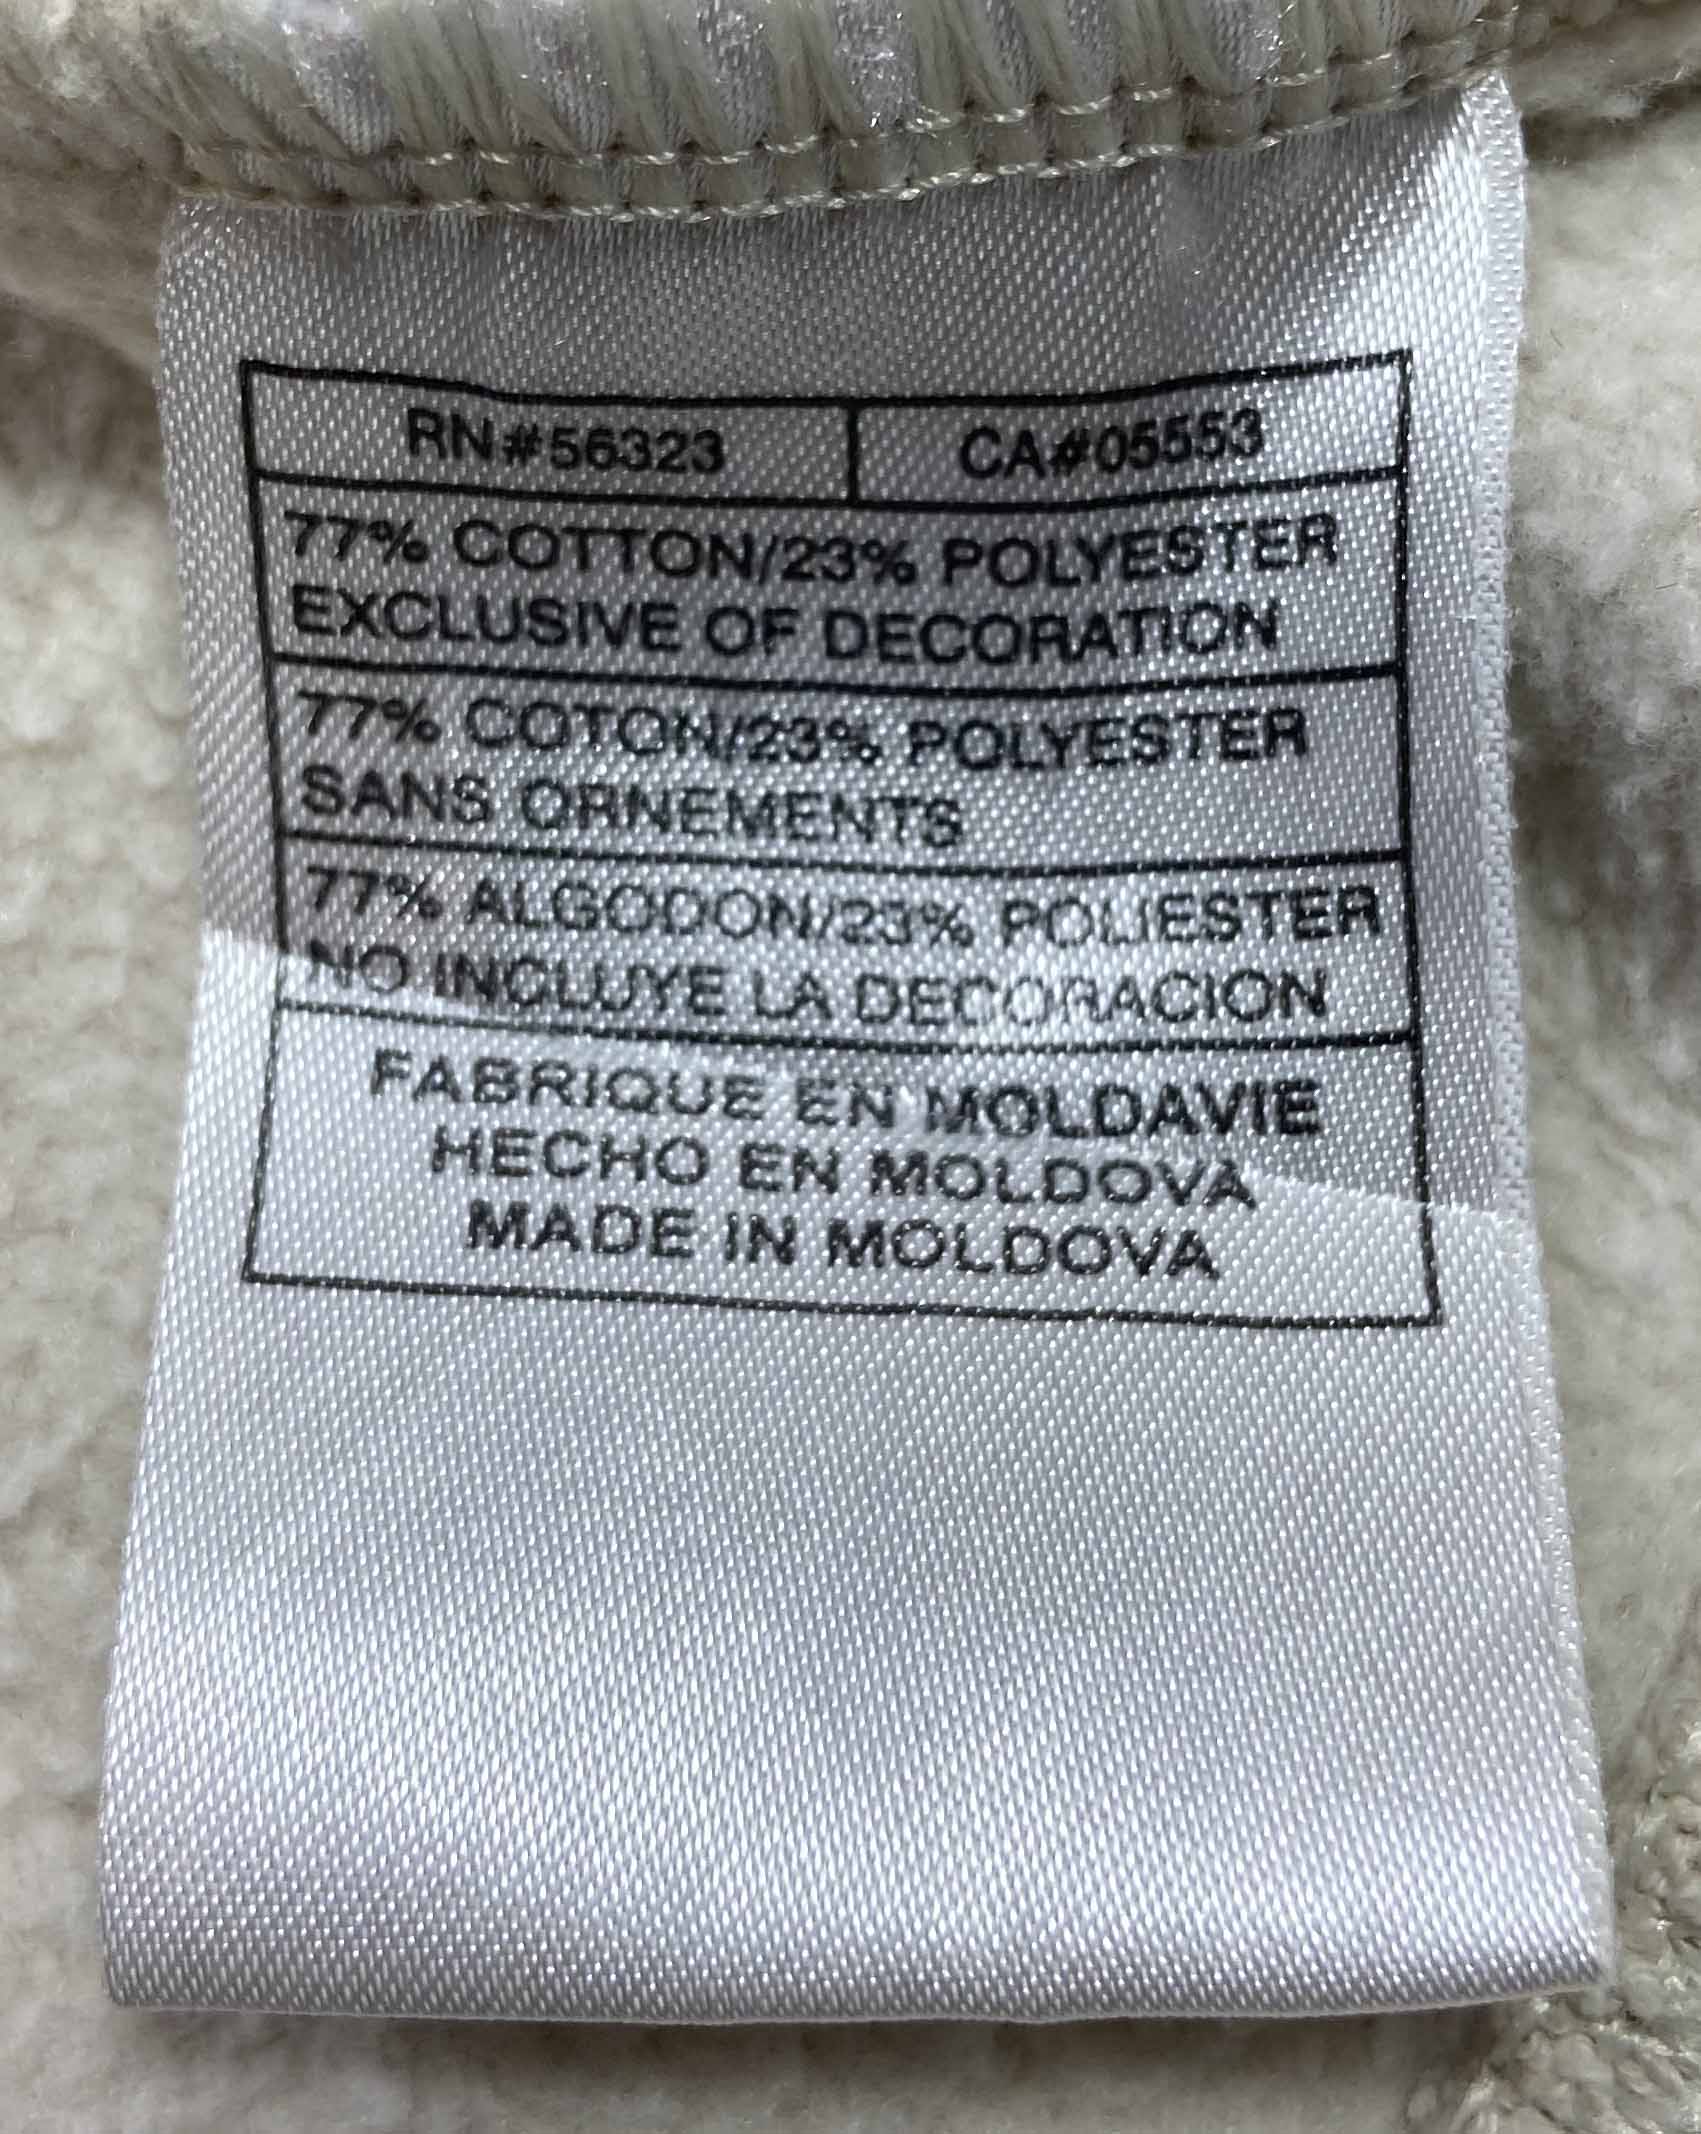 RN#56323 CA#05553
77% COTTON/23% POLYESTER
EXCLUSIVE OF DECORATION
77% COTON/23% POLYESTER
SANS ORNEMENTS
77% ALGODON/23% POLIESTER
NO INCLUYE LA DECORACION
FABRIQUE EN MOLDAVIE
HECHO EN MOLDOVA
MADE IN MOLDOVA